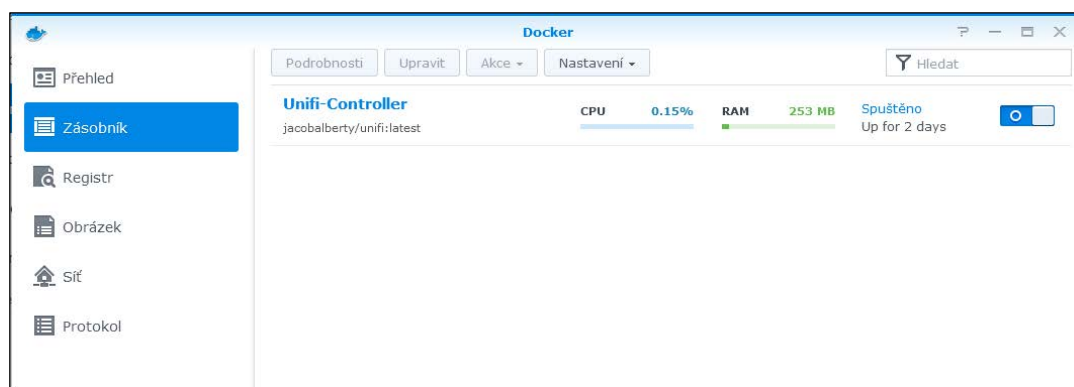 Docker
Přehled
Zásobník
Registr
Obrázek
Síť
Protokol
Podrobnosti Upravit Akce Nastavení Hledat
Unifi-Controller CPU 0.15% RAM 253 MB Spuštěno
jacobalberty/unifi:latest Up for 2 days